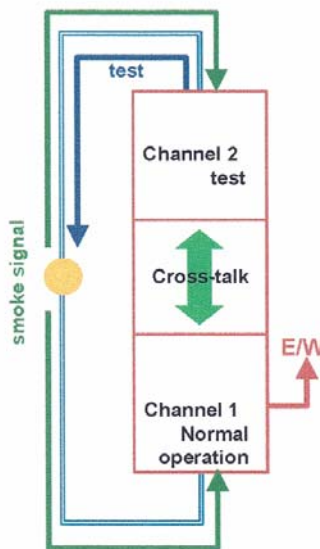 test
Channel 2
test
smoke signal
Cross-talk
E/W
Channel 1
Normal
operation